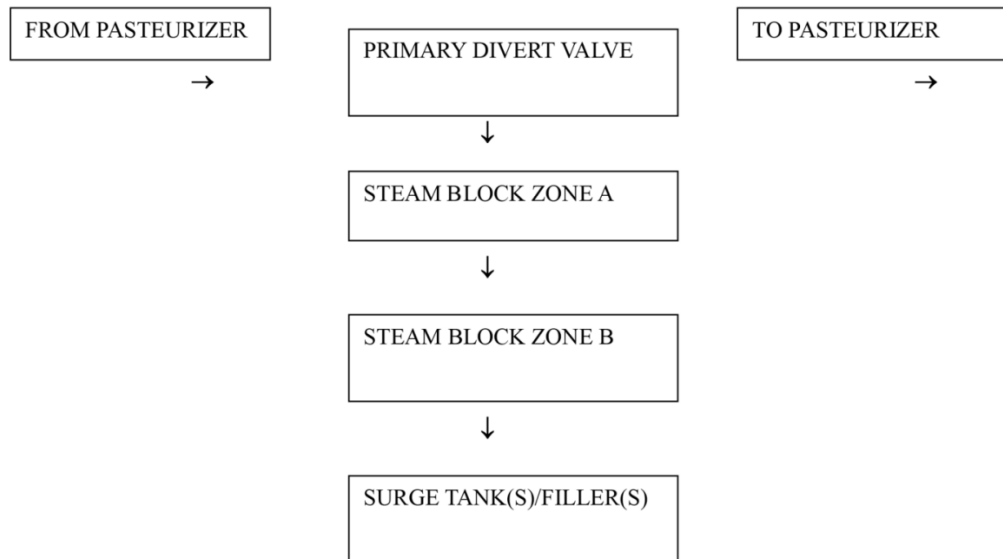 FROM PASTEURIZER
PRIMARY DIVERT VALVE
TO PASTEURIZER
→
→
↓
STEAM BLOCK ZONE A
↓
STEAM BLOCK ZONE B
↓
SURGE TANK(S)/FILLER(S)